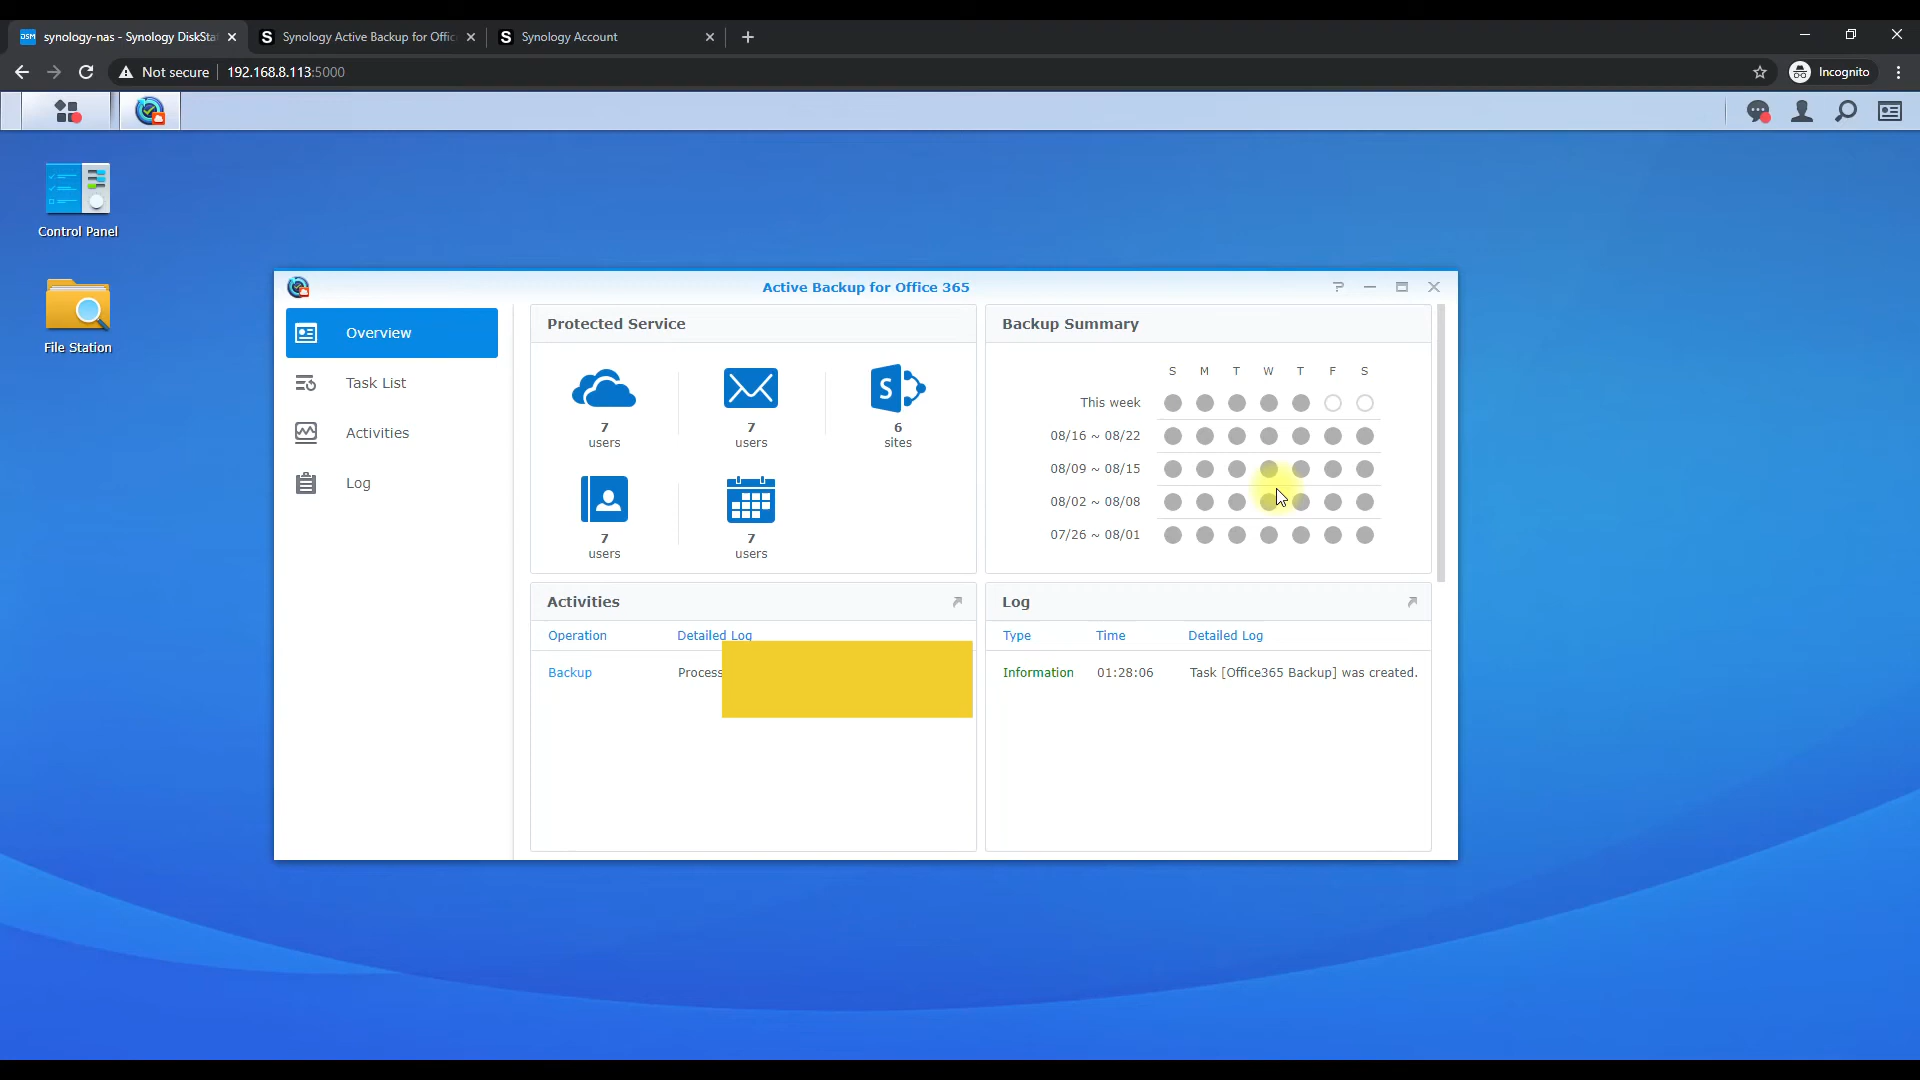 DSM synology-nas - Synology DiskSta
Synology Active Backup for Offic
Synology Account
Not secure
192.168.8.113:5000
Incognito
Control Panel
File Station
Active Backup for Office 365
Overview
Task List
Activities
Log
Protected Service
7
users
7
users
S
6
sites
7
users
7
users
Backup Summary
S M T W T F S
This week
08/16 ~ 08/22
08/09 ~ 08/15
08/02 ~ 08/08
07/26 ~ 08/01
Activities
Operation Detailed Log
Backup Process
Log
Type Time Detailed Log
Information 01:28:06 Task [Office365 Backup] was created.